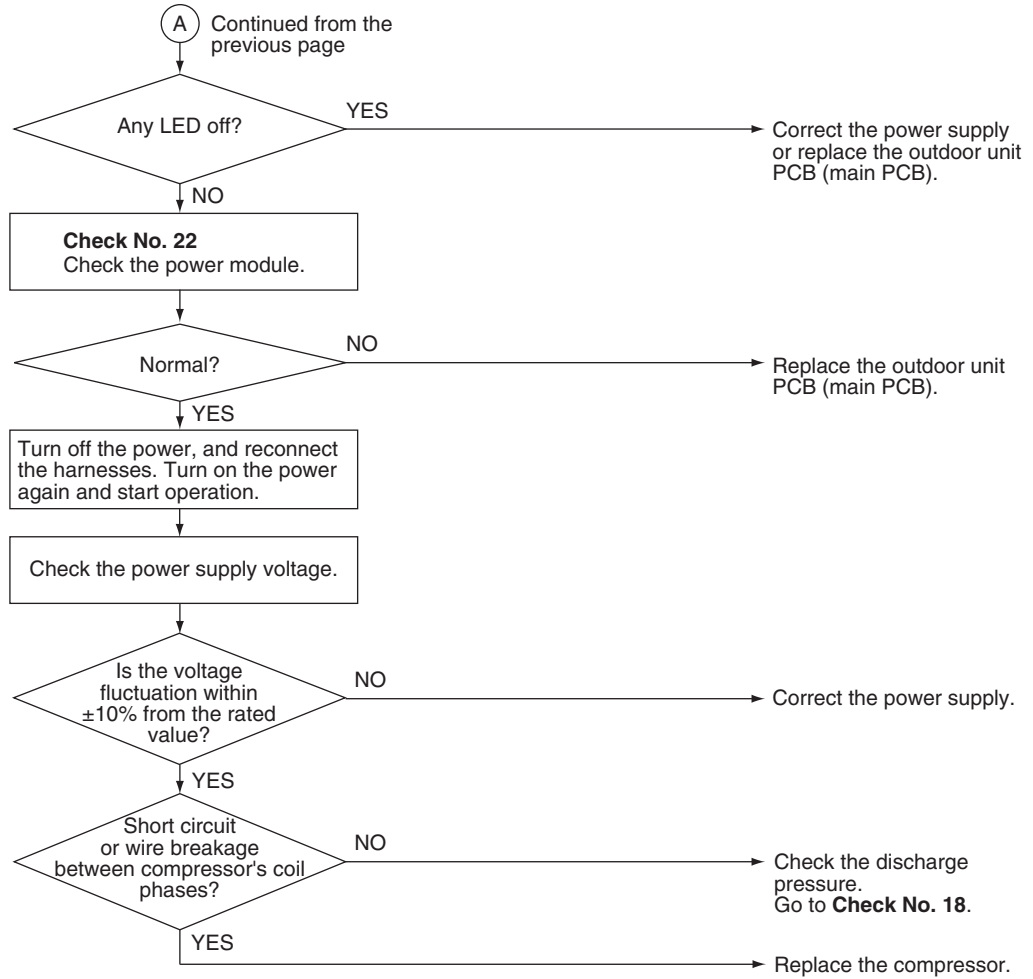 A
Continued from the
previous page
Any LED off?
YES
Correct the power supply
or replace the outdoor unit
PCB (main PCB).
NO
Check No. 22
Check the power module.
Normal?
NO
Replace the outdoor unit
PCB (main PCB).
YES
Turn off the power, and reconnect
the harnesses. Turn on the power
again and start operation.
Check the power supply voltage.
Is the voltage
fluctuation within
±10% from the rated
value?
NO
Correct the power supply.
YES
Short circuit
or wire breakage
between compressor's coil
phases?
NO
Check the discharge
pressure.
Go to Check No. 18.
YES
Replace the compressor.